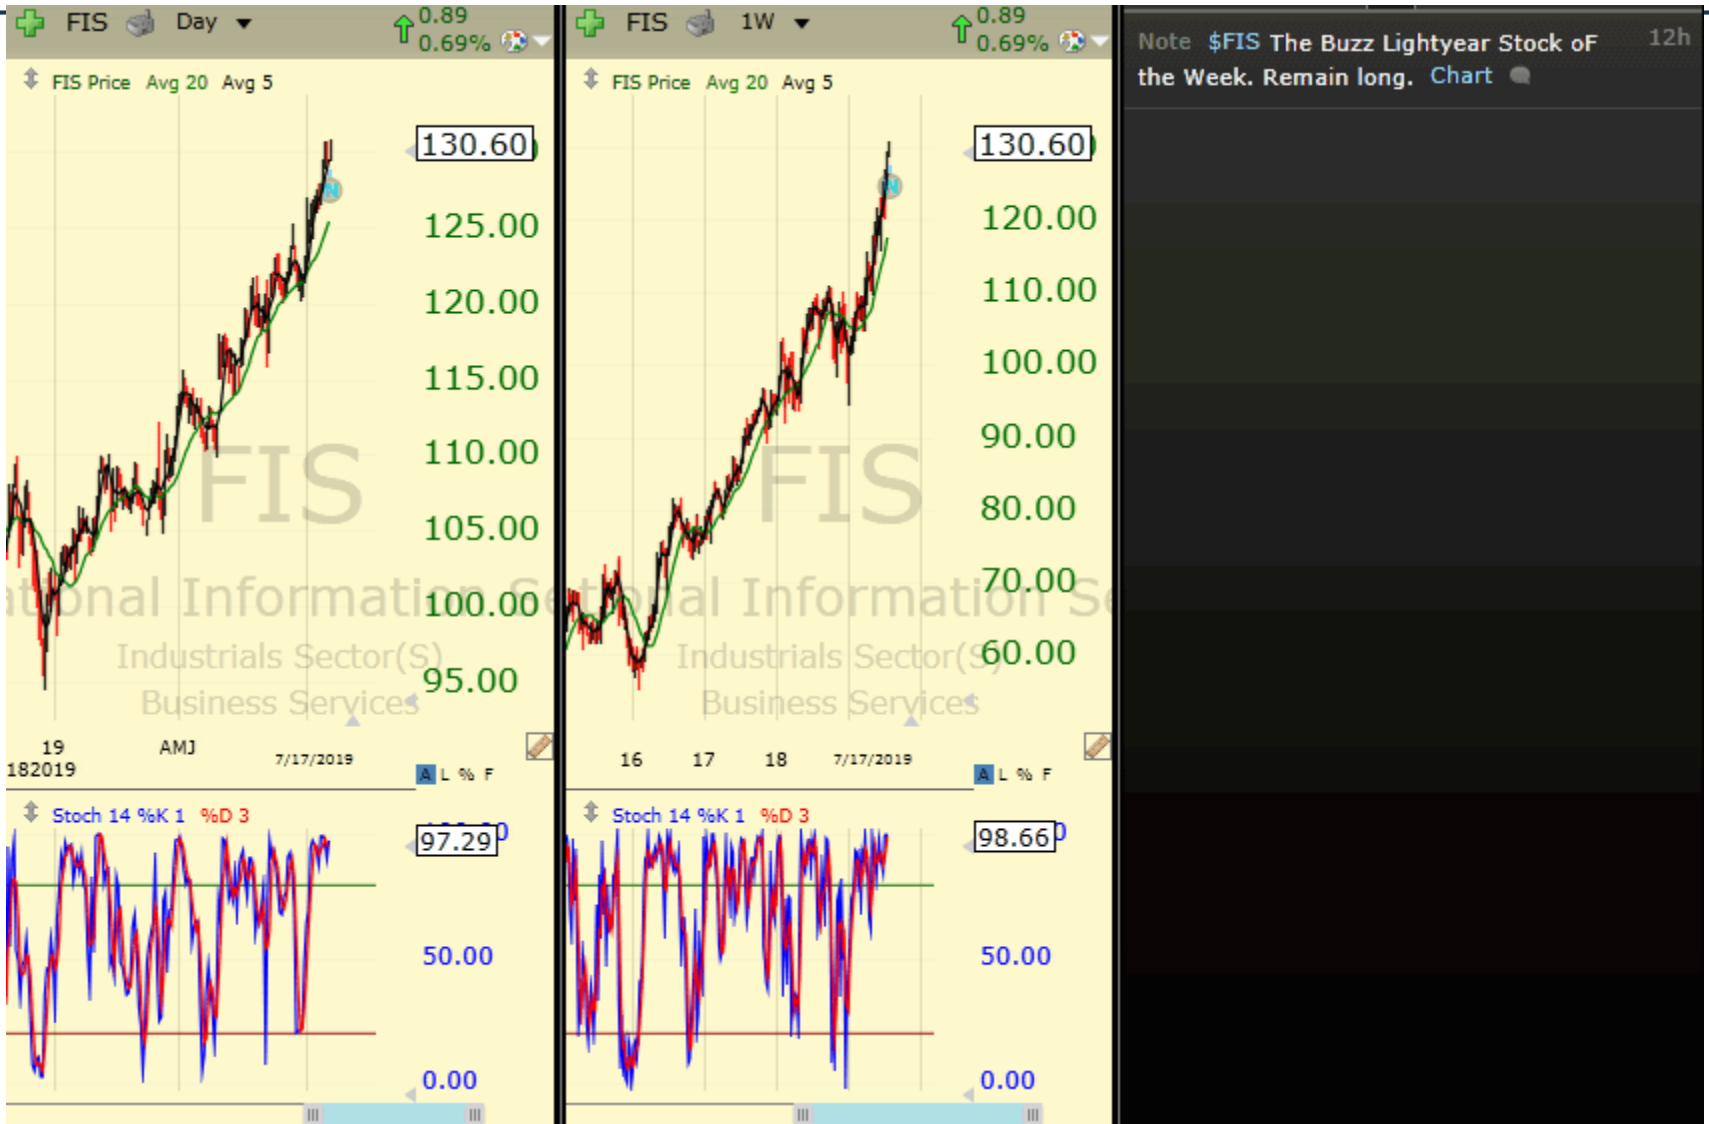 FIS Day 0.89
0.69%
FIS Price Avg 20 Avg 5
130.60
125.00
120.00
115.00
110.00
FIS
105.00
100.00
95.00
Industrials Sector(S)
Business Services
19 AMJ 7/17/2019
182019
A L % F
Stoch 14 %K 1 %D 3
97.29
50.00
0.00
FIS 1W 0.89
0.69%
FIS Price Avg 20 Avg 5
130.60
N
120.00
110.00
100.00
90.00
FIS
80.00
70.00
Information
60.00
Industrials Sector(S)
Business Services
16 17 18 7/17/2019
A L % F
Stoch 14 %K 1 %D 3
98.66
50.00
0.00
Note $FIS The Buzz Lightyear Stock oF 12h
the Week. Remain long. Chart